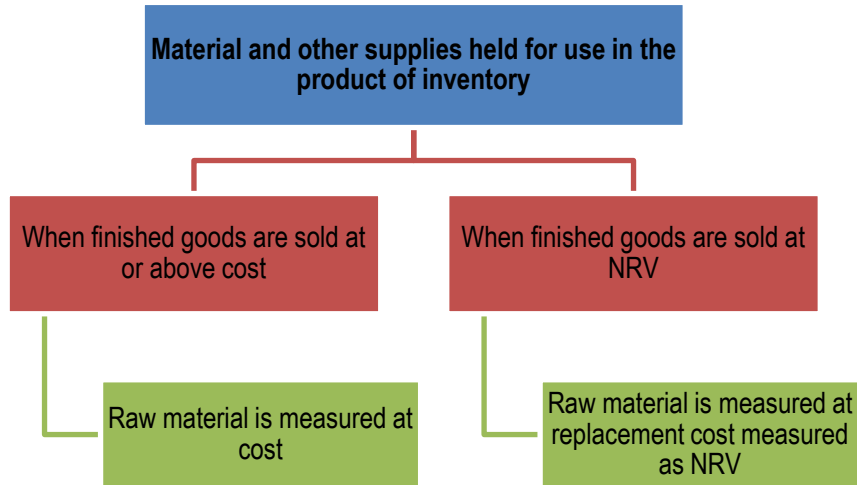 Material and other supplies held for use in the
product of inventory
When finished goods are sold at
or above cost
When finished goods are sold at
NRV
Raw material is measured at
cost
Raw material is measured at
replacement cost measured
as NRV